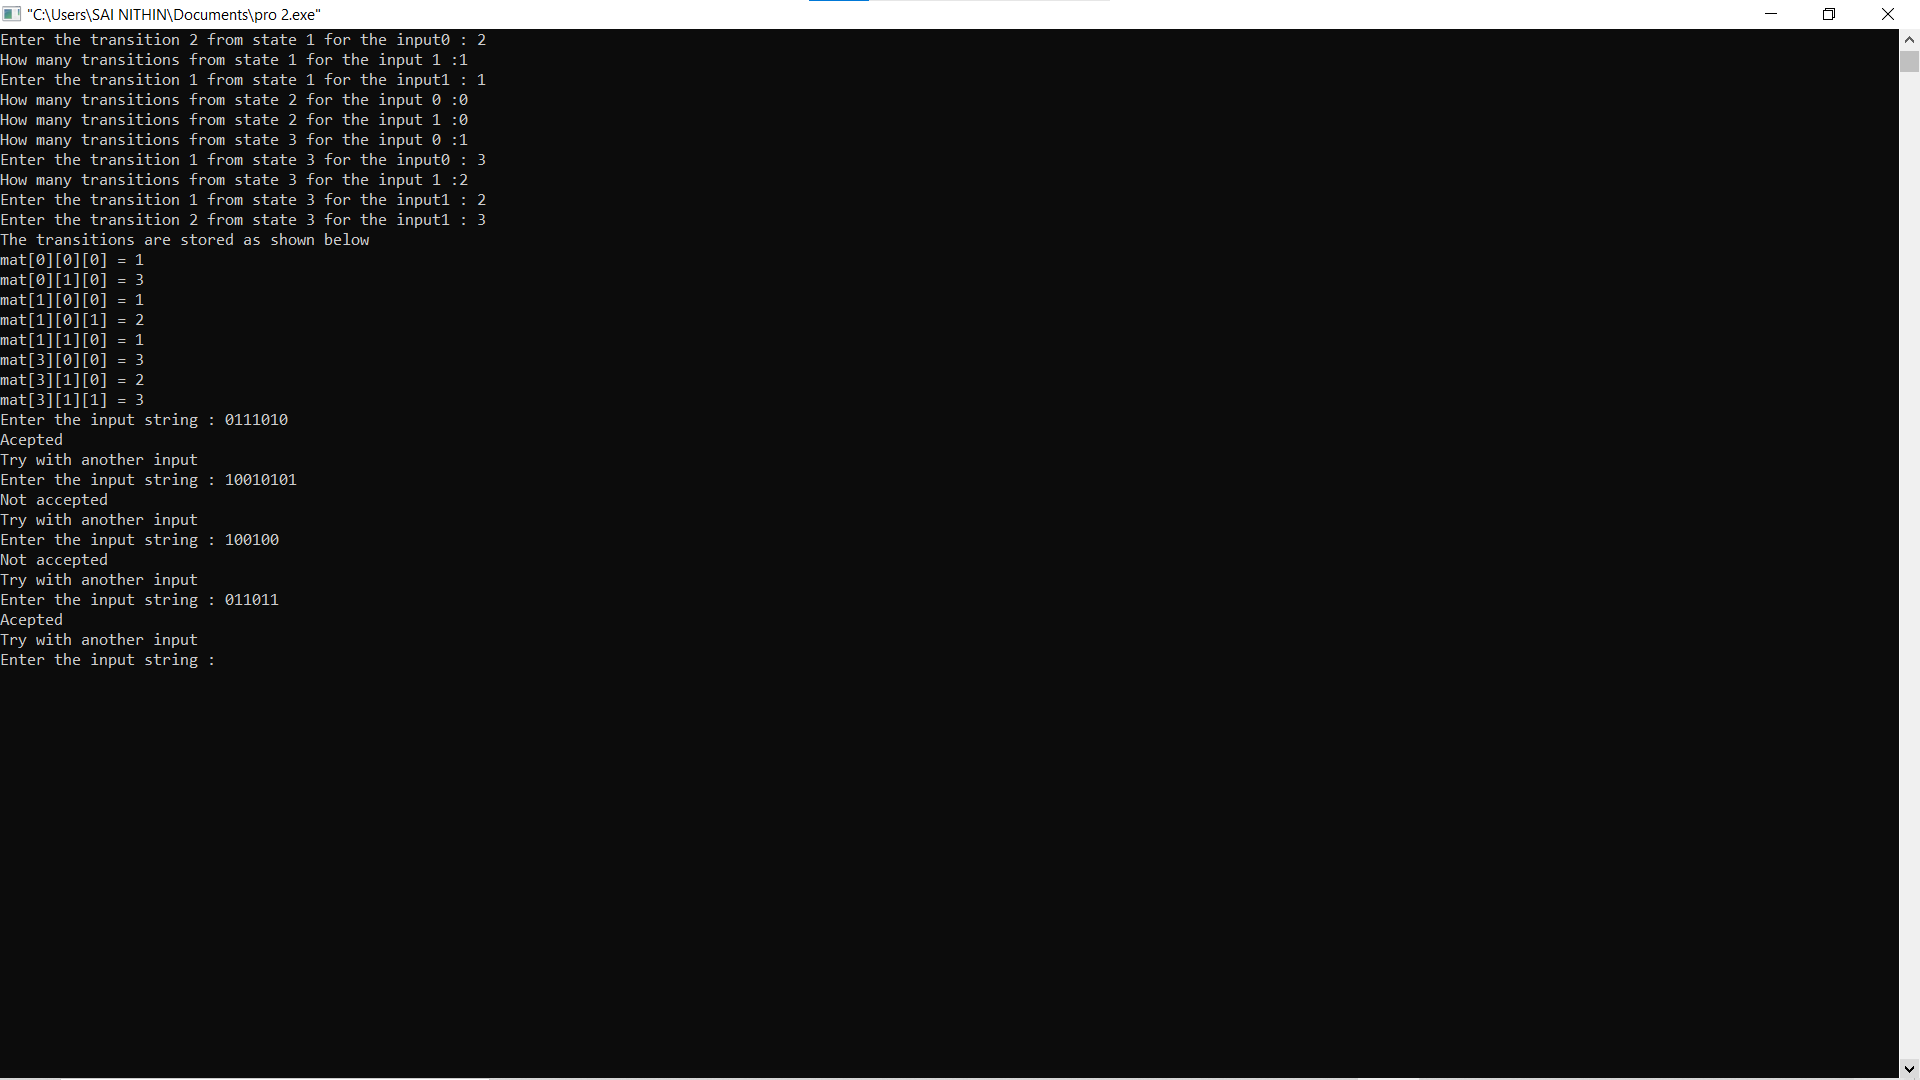 "C:\Users\SAI NITHIN\Documents\pro 2.exe"
Enter the transition 2 from state 1 for the input0 : 2
How many transitions from state 1 for the input 1 :1
Enter the transition 1 from state 1 for the input1 : 1
How many transitions from state 2 for the input 0 :0
How many transitions from state 2 for the input 1 :0
How many transitions from state 3 for the input 0 :1
Enter the transition 1 from state 3 for the input0 : 3
How many transitions from state 3 for the input 1 :2
Enter the transition 1 from state 3 for the input1 : 2
Enter the transition 2 from state 3 for the input1 : 3
The transitions are stored as shown below
mat[0][0][0] = 1
mat[0][1][0] = 3
mat[1][0][0] = 1
mat[1][0][1] = 2
mat[1][1][0] = 1
mat[3][0][0] = 3
mat[3][1][0] = 2
mat[3][1][1] = 3
Enter the input string : 0111010
Acepted
Try with another input
Enter the input string : 10010101
Not accepted
Try with another input
Enter the input string : 100100
Not accepted
Try with another input
Enter the input string : 011011
Acepted
Try with another input
Enter the input string :